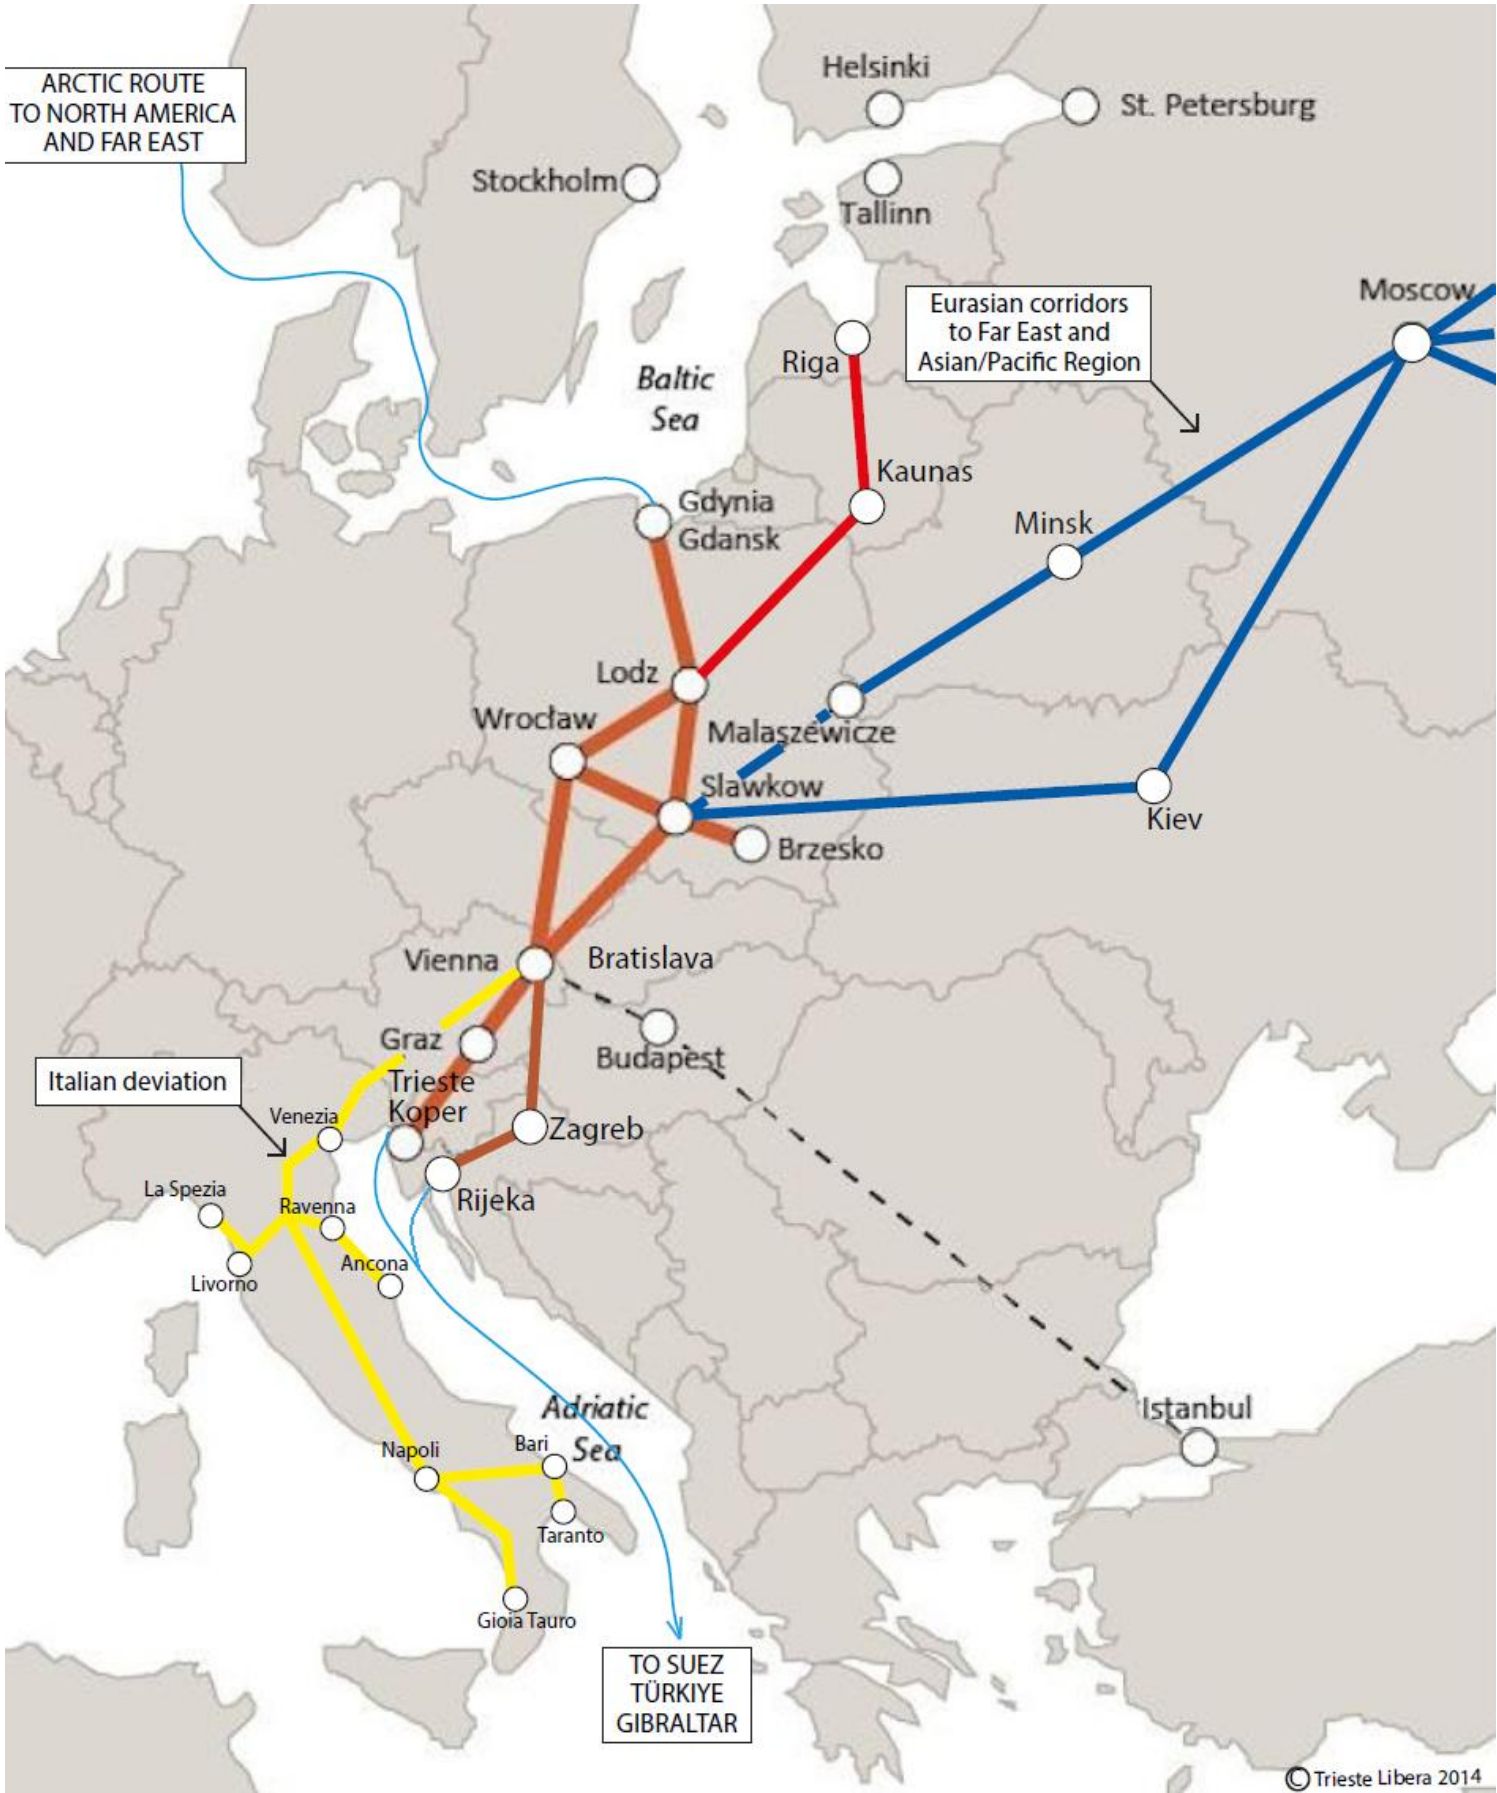 ARCTIC ROUTE
TO NORTH AMERICA
AND FAR EAST
Helsinki
St. Petersburg
Stockholm
Tallinn
Moscow
Eurasian corridors
to Far East and
Asian/Pacific Region
Riga
Baltic
Sea
Kaunas
Gdynia
Gdansk
Minsk
Lodz
Wrocław
Malaszéwicze
Slawkow
Kiev
Brzesko
Vienna
Bratislava
Graz
Budapest
Italian deviation
Trieste
Koper
Venezia
Zagreb
La Spezia
Rijeka
Ravenna
Ancona
Livorno
Adriatic
Sea
Istanbul
Napoli
Bari
Taranto
Gioia Tauro
TO SUEZ
TÜRKIYE
GIBRALTAR
© Trieste Libera 2014